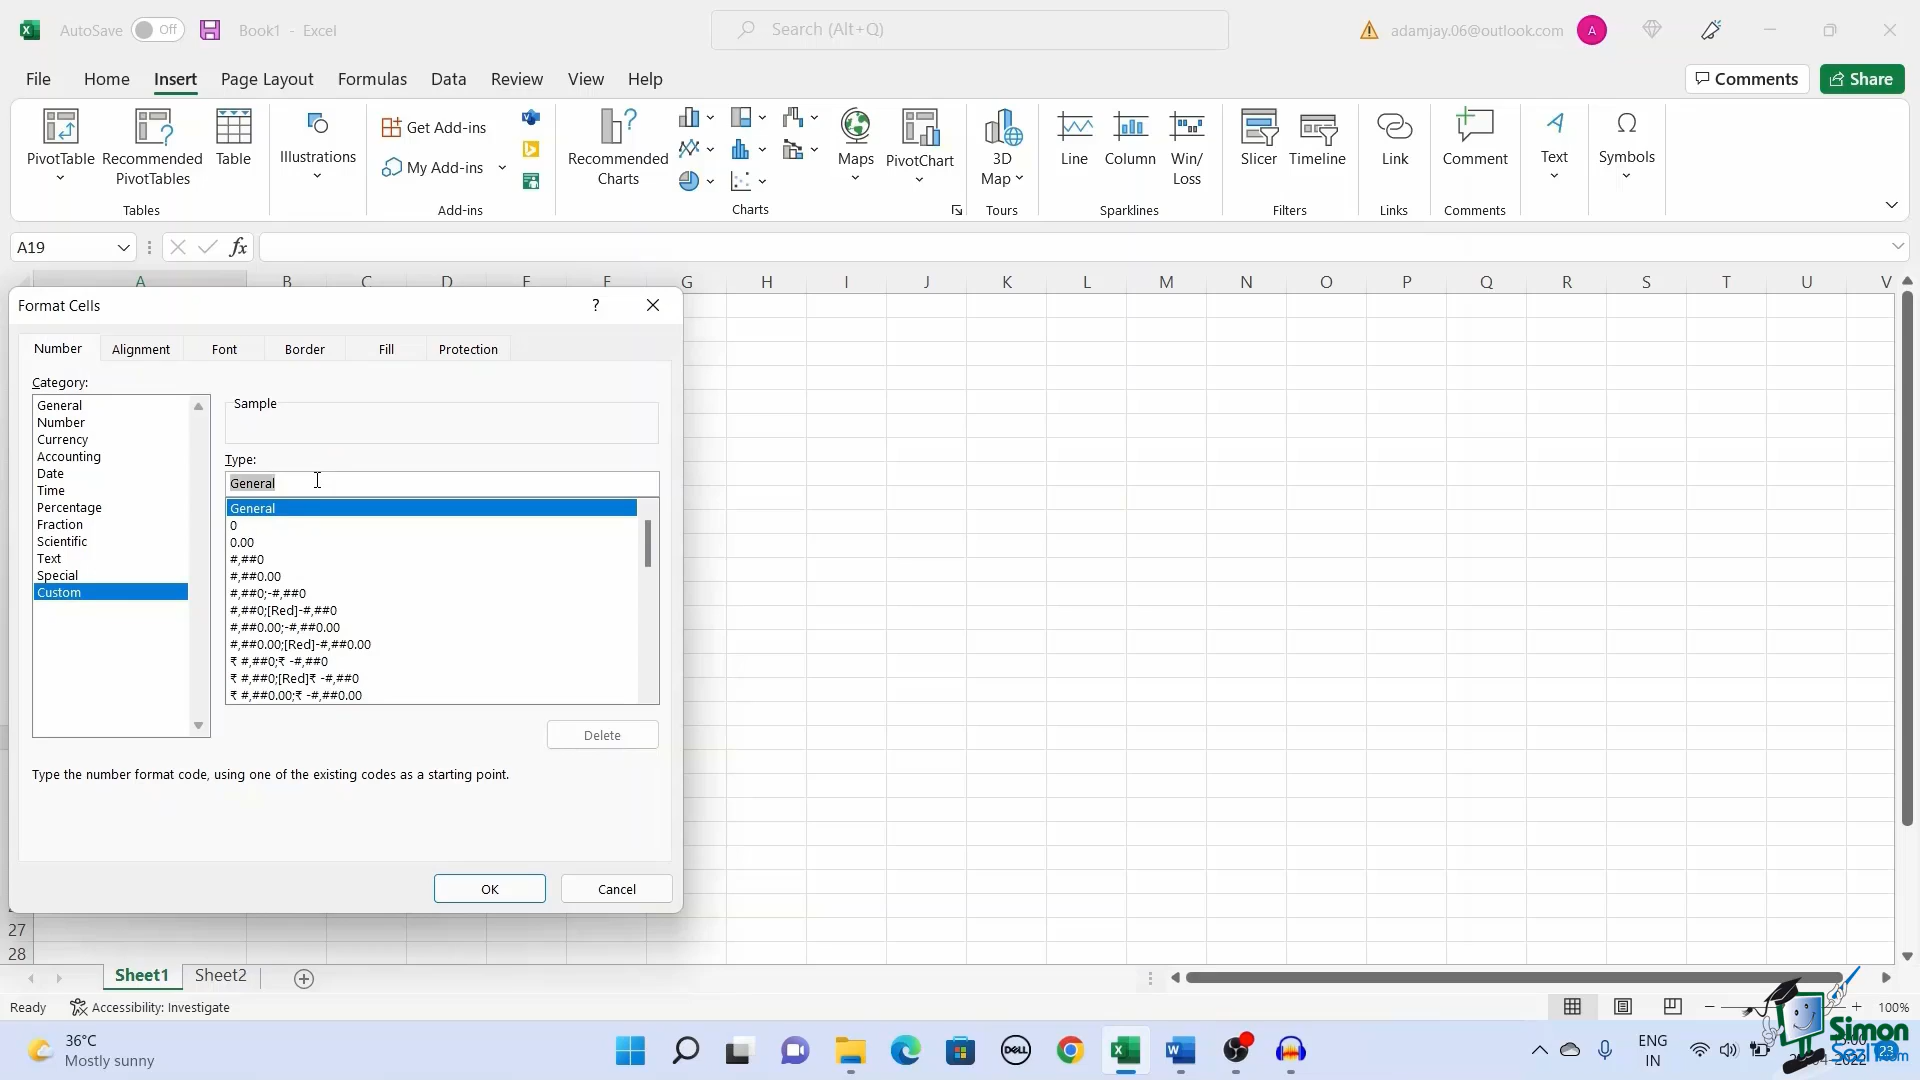 AutoSave Off Book1 - Excel Search (Alt+Q) adamjay.06@outlook.com A
File Home Insert Page Layout Formulas Data Review View Help Comments Share
PivotTable
Recommended PivotTables
Table
Illustrations
Get Add-ins
My Add-ins
Recommended Charts
Maps
PivotChart
3D Map
Line
Column
Win/Loss
Slicer
Timeline
Link
Comment
Text
Symbols
Tables Add-ins Charts Tours Sparklines Filters Links Comments
A19 fx
A B C D E F G H I J K L M N O P Q R S T U V
Format Cells ?
Number Alignment Font Border Fill Protection
Category:
General
Number
Currency
Accounting
Date
Time
Percentage
Fraction
Scientific
Text
Special
Custom
Sample
Type:
General
General
0
0.00
#,##0
#,##0.00
#,##0;-#,##0
#,##0;[Red]-#,##0
#,##0.00;-#,##0.00
#,##0.00;[Red]-#,##0.00
₹ #,##0;₹ -#,##0
₹ #,##0;[Red]₹ -#,##0
₹ #,##0.00;₹ -#,##0.00
Delete
Type the number format code, using one of the existing codes as a starting point.
OK Cancel
27
28
Sheet1 Sheet2
Ready Accessibility: Investigate 100%
36°C
Mostly sunny
DELL
ENG
IN
Simon
SezIT.com